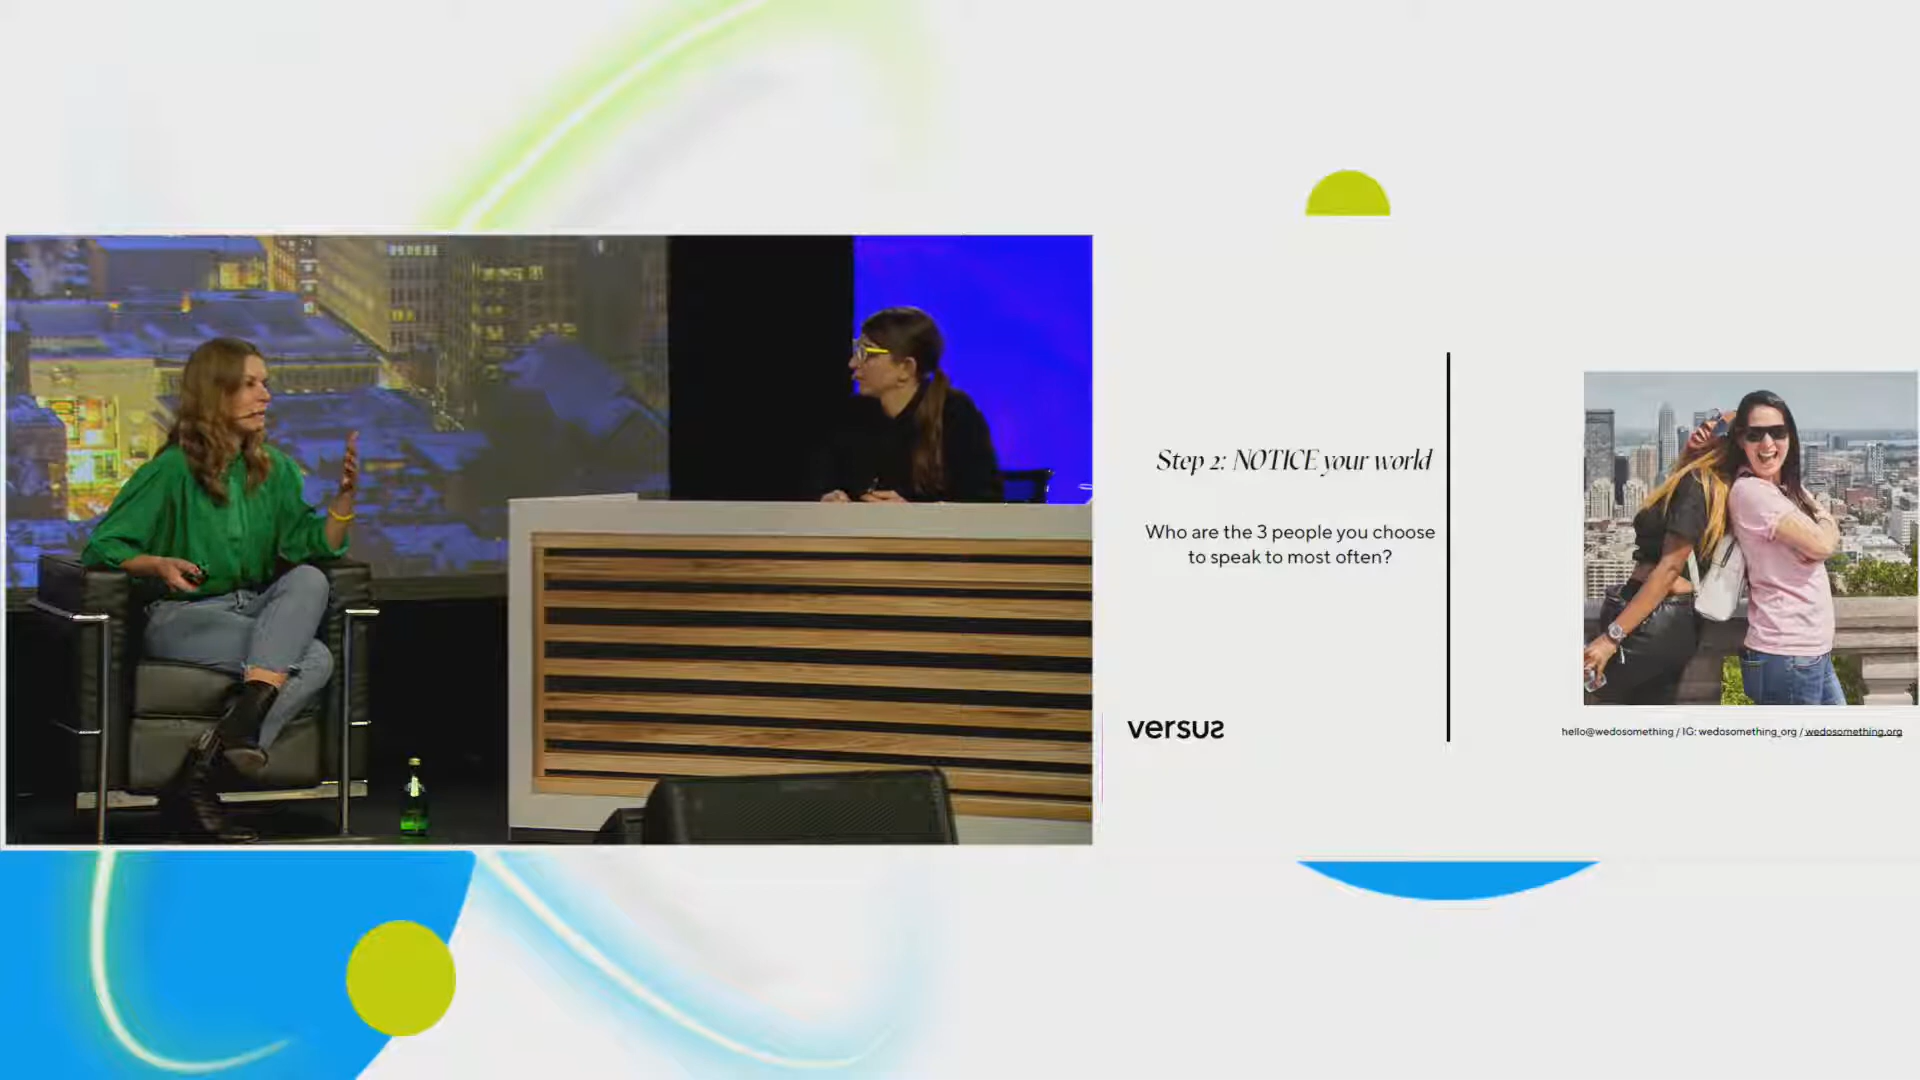 Step 2: NOTICE your world
Who are the 3 people you choose
to speak to most often?
versus
hello@wedosomething / IG: wedosomething_org / wedosomething.org